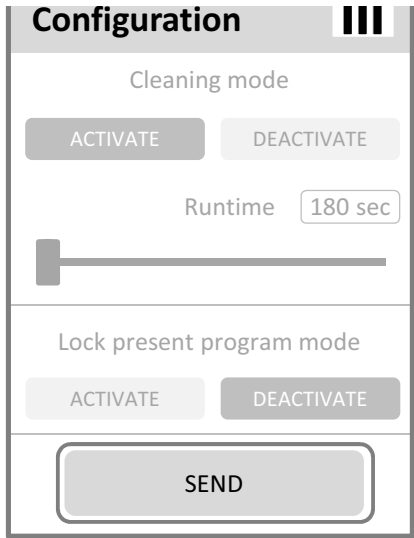 Configuration
Cleaning mode
ACTIVATE DEACTIVATE
Runtime 180 sec
Lock present program mode
ACTIVATE DEACTIVATE
SEND